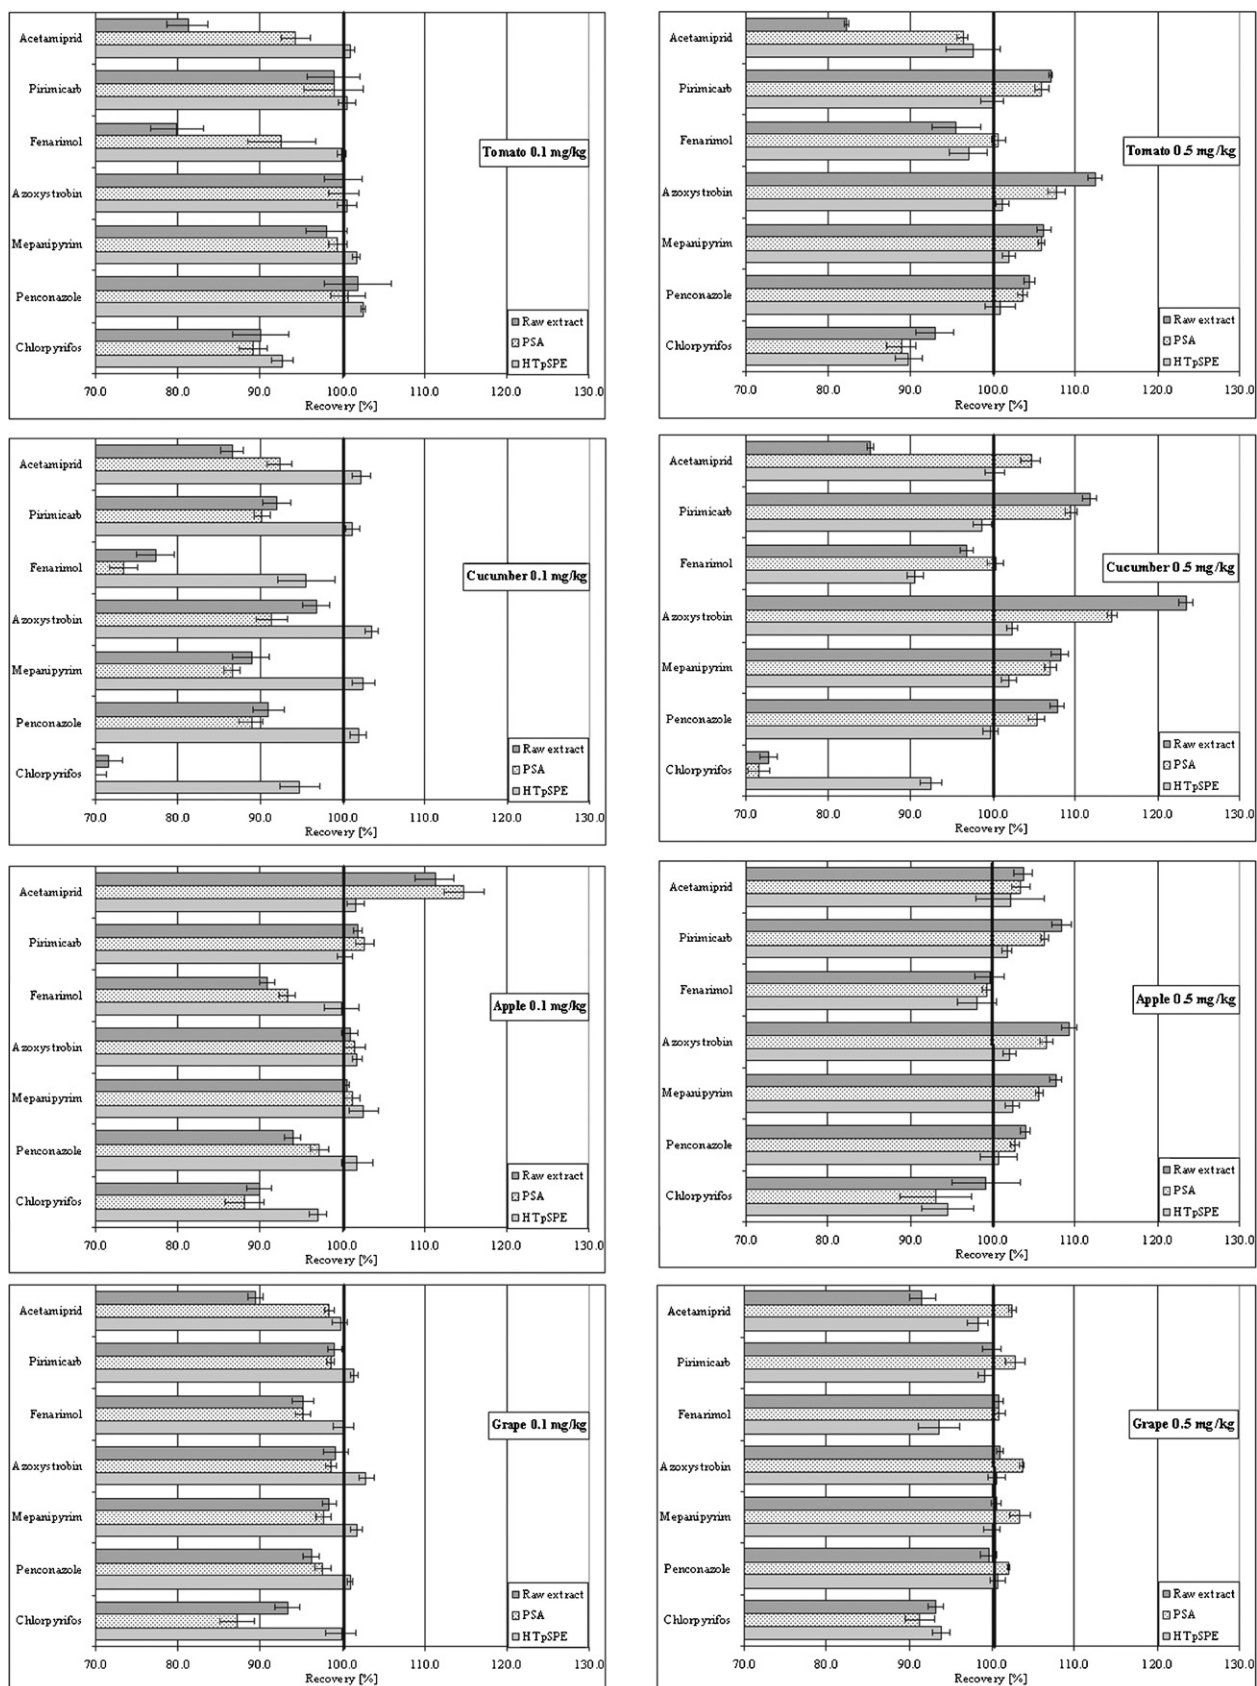 Acetamiprid
Pirimicarb
Fenarimol
Azoxystrobin
Mepanipyrim
Penconazole
Chlorpyrifos
Tomato 0.1 mg/kg
Raw extract
PSA
HTpSPE
70.0 80.0 90.0 100.0 110.0 120.0 130.0
Recovery [%]
Acetamiprid
Pirimicarb
Fenarimol
Azoxystrobin
Mepanipyrim
Penconazole
Chlorpyrifos
Tomato 0.5 mg/kg
Raw extract
PSA
HTpSPE
70.0 80.0 90.0 100.0 110.0 120.0 130.0
Recovery [%]
Acetamiprid
Pirimicarb
Fenarimol
Azoxystrobin
Mepanipyrim
Penconazole
Chlorpyrifos
Cucumber 0.1 mg/kg
Raw extract
PSA
HTpSPE
70.0 80.0 90.0 100.0 110.0 120.0 130.0
Recovery [%]
Acetamiprid
Pirimicarb
Fenarimol
Azoxystrobin
Mepanipyrim
Penconazole
Chlorpyrifos
Cucumber 0.5 mg/kg
Raw extract
PSA
HTpSPE
70.0 80.0 90.0 100.0 110.0 120.0 130.0
Recovery [%]
Acetamiprid
Pirimicarb
Fenarimol
Azoxystrobin
Mepanipyrim
Penconazole
Chlorpyrifos
Apple 0.1 mg/kg
Raw extract
PSA
HTpSPE
70.0 80.0 90.0 100.0 110.0 120.0 130.0
Recovery [%]
Acetamiprid
Pirimicarb
Fenarimol
Azoxystrobin
Mepanipyrim
Penconazole
Chlorpyrifos
Apple 0.5 mg/kg
Raw extract
PSA
HTpSPE
70.0 80.0 90.0 100.0 110.0 120.0 130.0
Recovery [%]
Acetamiprid
Pirimicarb
Fenarimol
Azoxystrobin
Mepanipyrim
Penconazole
Chlorpyrifos
Grape 0.1 mg/kg
Raw extract
PSA
HTpSPE
70.0 80.0 90.0 100.0 110.0 120.0 130.0
Recovery [%]
Acetamiprid
Pirimicarb
Fenarimol
Azoxystrobin
Mepanipyrim
Penconazole
Chlorpyrifos
Grape 0.5 mg/kg
Raw extract
PSA
HTpSPE
70.0 80.0 90.0 100.0 110.0 120.0 130.0
Recovery [%]